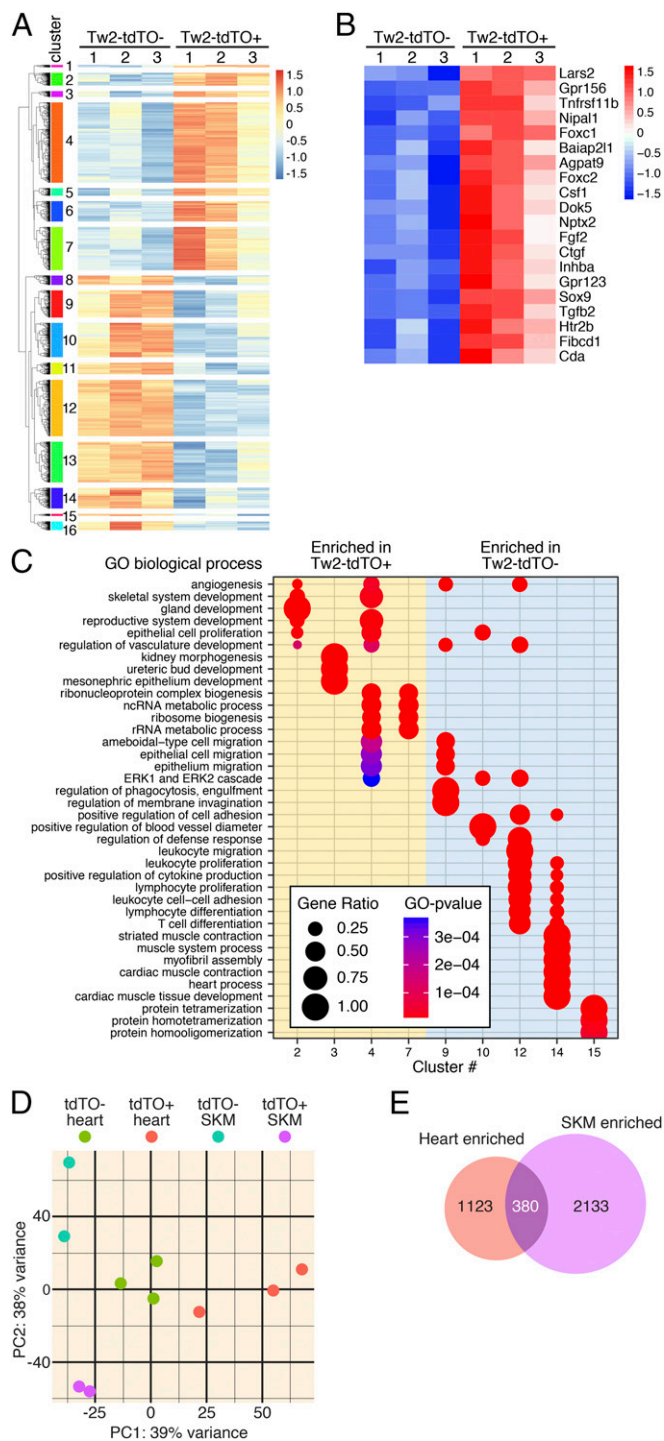 A
cluster
Tw2-tdTO- Tw2-tdTO+
1 2 3 1 2 3
1
2
3
4
5
6
7
8
9
10
11
12
13
14
15
16
1.5
1.0
0.5
0
-0.5
-1.0
-1.5
B
Tw2-tdTO- Tw2-tdTO+
1 2 3 1 2 3
Lars2
Gpr156
Tnfrsf11b
Nipal1
Foxc1
Baiap2l1
Agpat9
Foxc2
Csf1
Dok5
Nptx2
Fgf2
Ctgf
Inhba
Gpr123
Sox9
Tgfb2
Htr2b
Fibcd1
Cda
1.5
1.0
0.5
0
-0.5
-1.0
-1.5
C
GO biological process
Enriched in
Tw2-tdTO+
Enriched in
Tw2-tdTO-
angiogenesis
skeletal system development
gland development
reproductive system development
epithelial cell proliferation
regulation of vasculature development
kidney morphogenesis
ureteric bud development
mesonephric epithelium development
ribonucleoprotein complex biogenesis
ncRNA metabolic process
ribosome biogenesis
rRNA metabolic process
ameboidal-type cell migration
epithelial cell migration
epithelium migration
ERK1 and ERK2 cascade
regulation of phagocytosis, engulfment
regulation of membrane invagination
positive regulation of cell adhesion
positive regulation of blood vessel diameter
regulation of defense response
leukocyte migration
leukocyte proliferation
positive regulation of cytokine production
lymphocyte proliferation
leukocyte cell-cell adhesion
lymphocyte differentiation
T cell differentiation
striated muscle contraction
muscle system process
myofibril assembly
cardiac muscle contraction
heart process
cardiac muscle tissue development
protein tetramerization
protein homotetramerization
protein homooligomerization
Gene Ratio
0.25
0.50
0.75
1.00
GO-pvalue
3e-04
2e-04
1e-04
2 3 4 7 9 10 12 14 15
Cluster #
D
tdTO- tdTO+ tdTO- tdTO+
heart heart SKM SKM
40
0
-40
PC2: 38% variance
-25 0 25 50
PC1: 39% variance
E
SKM enriched
Heart enriched
1123 380 2133